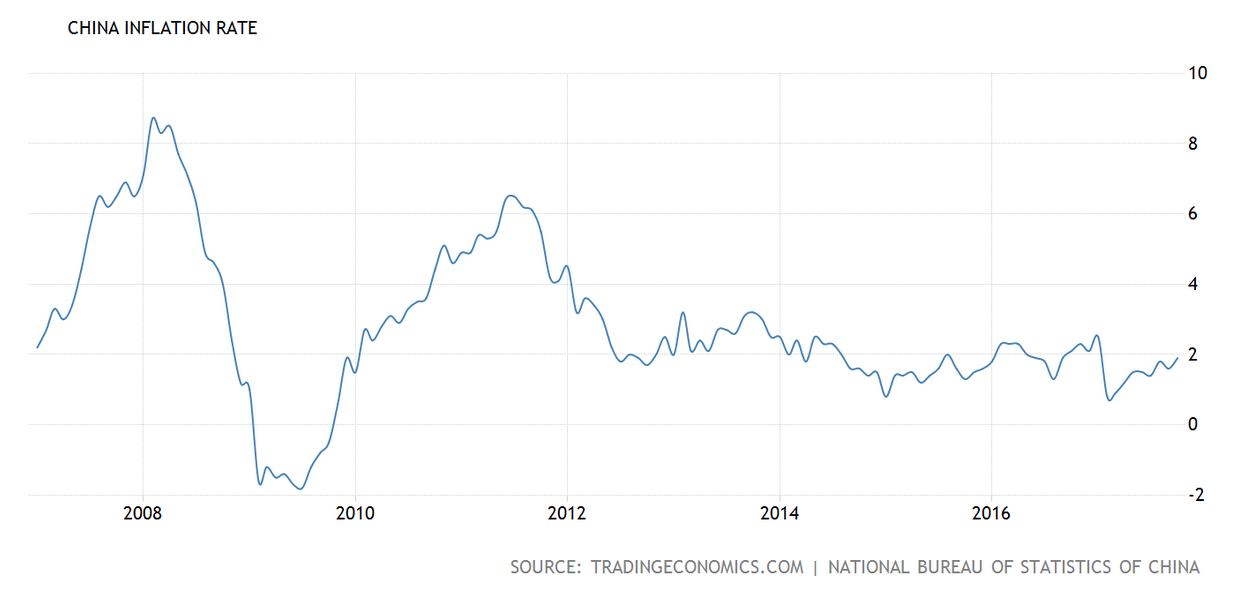 CHINA INFLATION RATE
10
8
6
4
2
0
-2
2008 2010 2012 2014 2016
SOURCE: TRADINGECONOMICS.COM | NATIONAL BUREAU OF STATISTICS OF CHINA